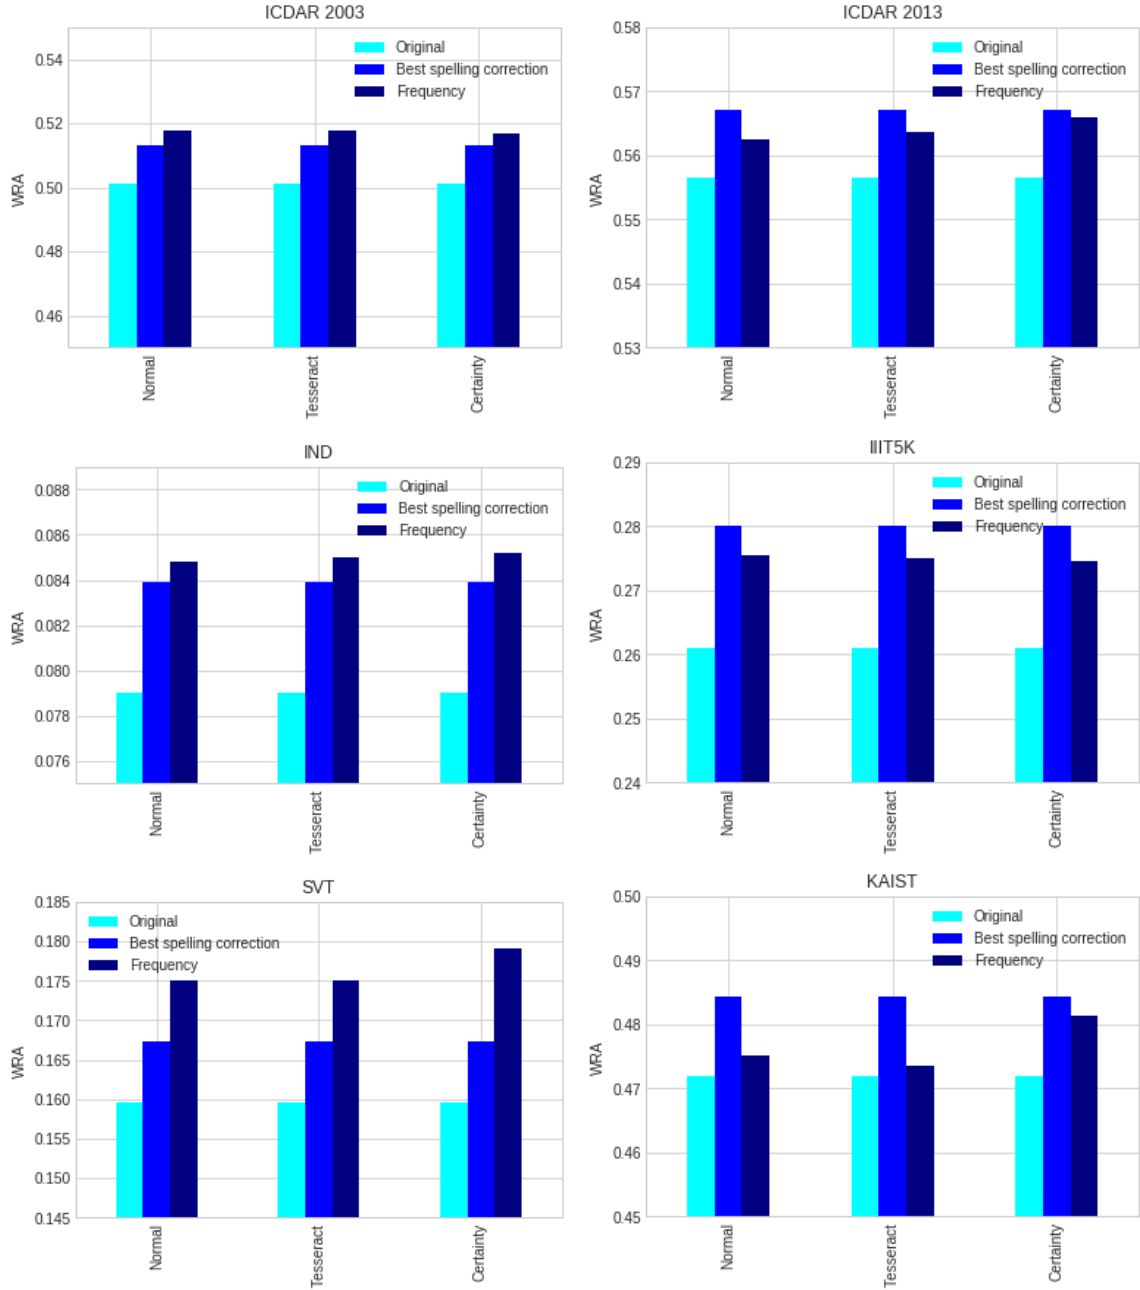 ICDAR 2003
Original
Best spelling correction
Frequency
WRA
0.54
0.52
0.50
0.48
0.46
Normal
Tesseract
Certainty
ICDAR 2013
Original
Best spelling correction
Frequency
WRA
0.58
0.57
0.56
0.55
0.54
0.53
Normal
Tesseract
Certainty
IND
Original
Best spelling correction
Frequency
WRA
0.088
0.086
0.084
0.082
0.080
0.078
0.076
Normal
Tesseract
Certainty
IIIT5K
Original
Best spelling correction
Frequency
WRA
0.29
0.28
0.27
0.26
0.25
0.24
Normal
Tesseract
Certainty
SVT
Original
Best spelling correction
Frequency
WRA
0.185
0.180
0.175
0.170
0.165
0.160
0.155
0.150
0.145
Normal
Tesseract
Certainty
KAIST
Original
Best spelling correction
Frequency
WRA
0.50
0.49
0.48
0.47
0.46
0.45
Normal
Tesseract
Certainty